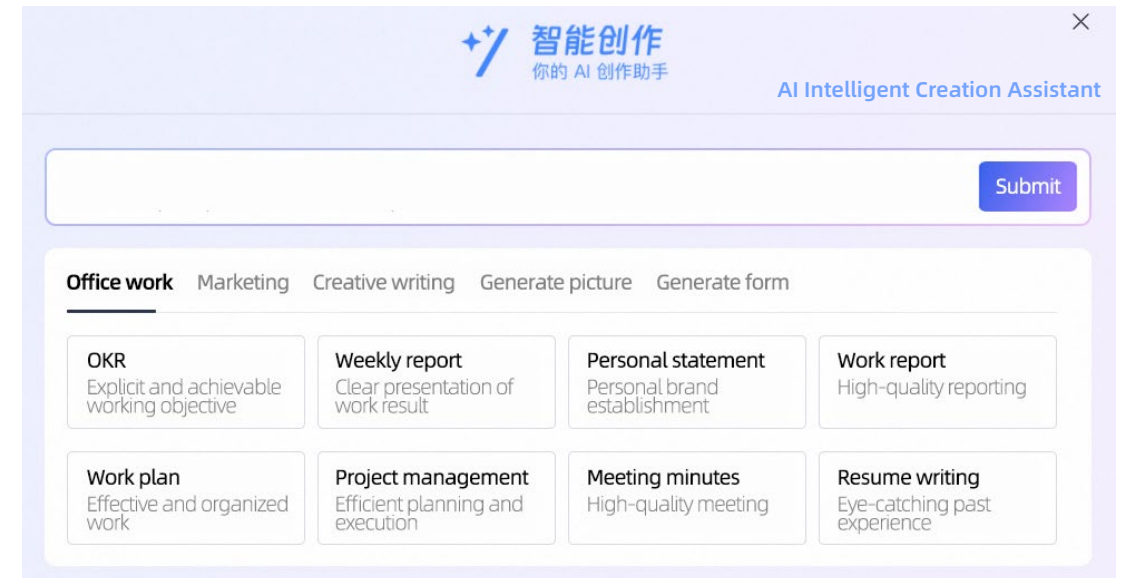 智能创作
你的 AI 创作助手
AI Intelligent Creation Assistant
Submit
Office work Marketing Creative writing Generate picture Generate form
OKR
Explicit and achievable
working objective
Weekly report
Clear presentation of
work result
Personal statement
Personal brand
establishment
Work report
High-quality reporting
Work plan
Effective and organized
work
Project management
Efficient planning and
execution
Meeting minutes
High-quality meeting
Resume writing
Eye-catching past
experience